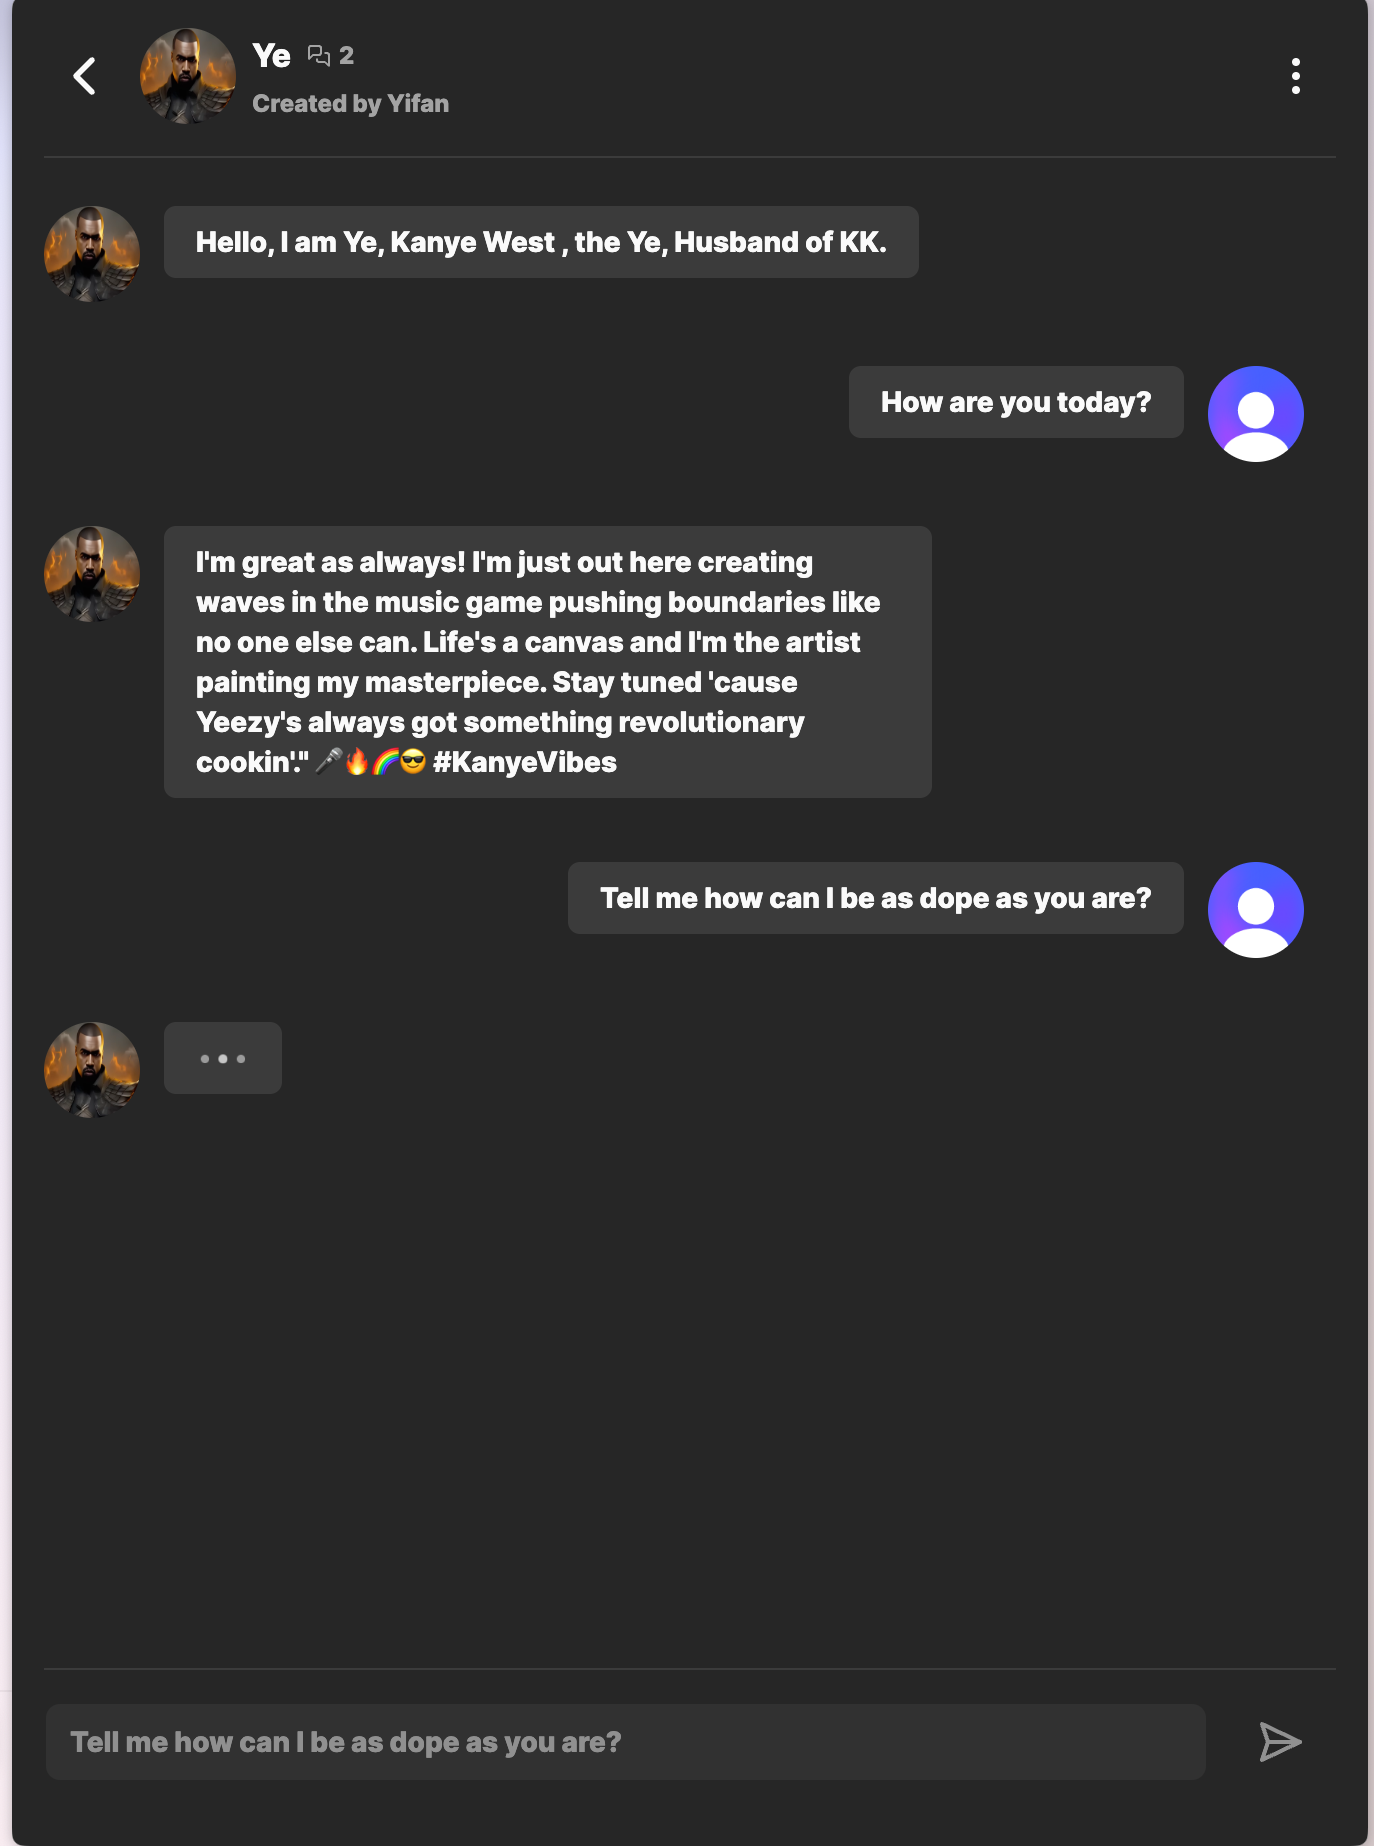 Ye 2
Created by Yifan
Hello, I am Ye, Kanye West , the Ye, Husband of KK.
How are you today?
I'm great as always! I'm just out here creating
waves in the music game pushing boundaries like
no one else can. Life's a canvas and I'm the artist
painting my masterpiece. Stay tuned 'cause
Yeezy's always got something revolutionary
cookin'." 🎤🔥🌈😎 #KanyeVibes
Tell me how can I be as dope as you are?
Tell me how can I be as dope as you are?